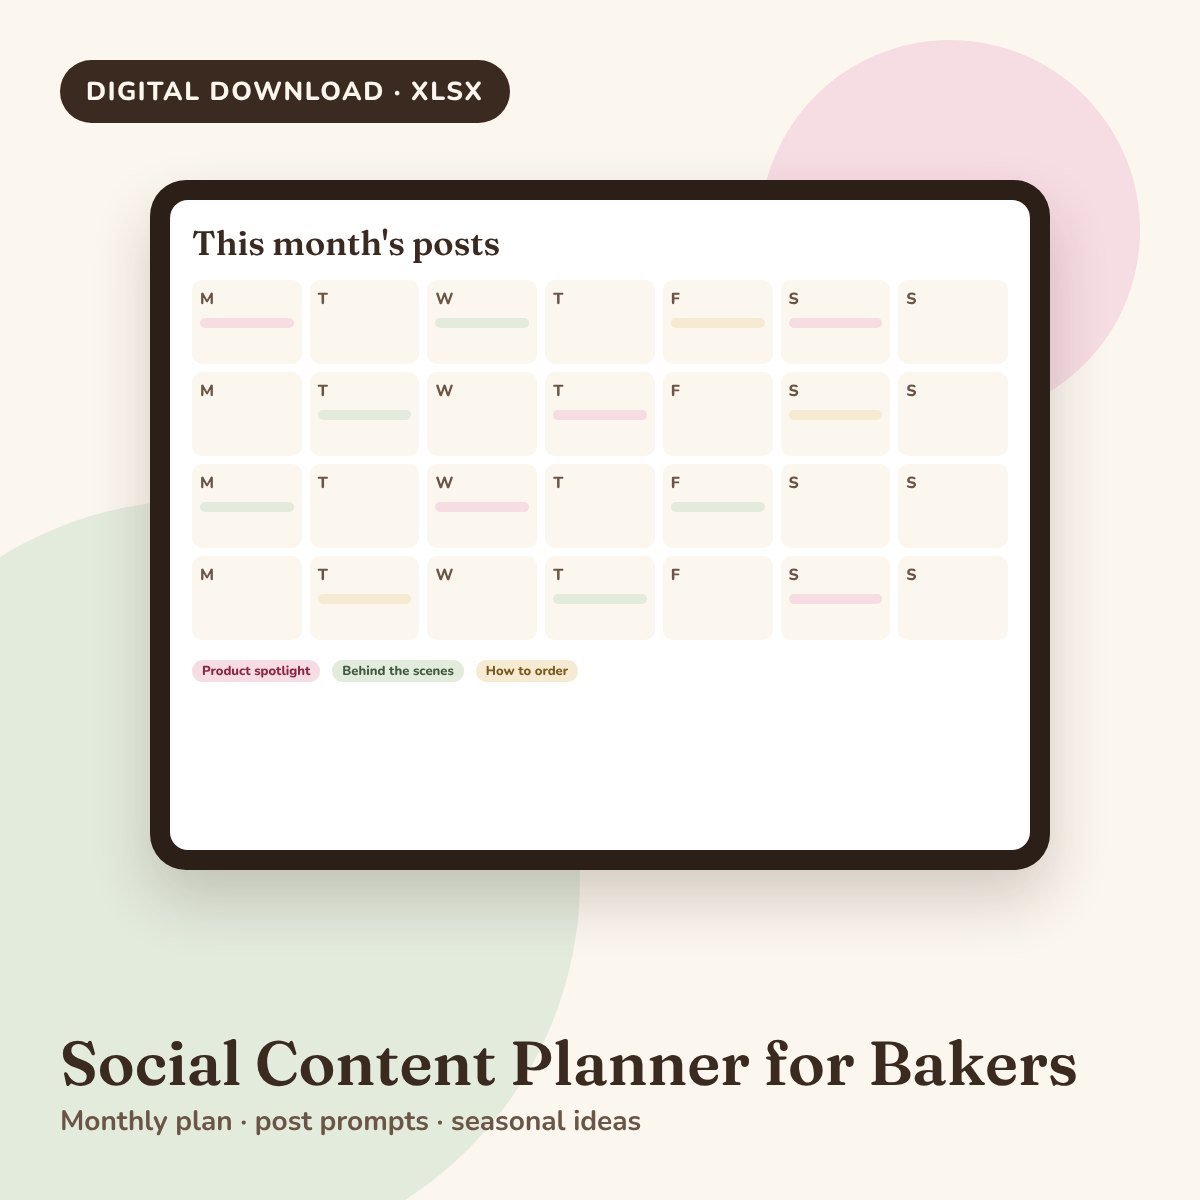 DIGITAL DOWNLOAD · XLSX
This month's posts
M T W T F S S
M T W T F S S
M T W T F S S
M T W T F S S
Product spotlight Behind the scenes How to order
Social Content Planner for Bakers
Monthly plan · post prompts · seasonal ideas